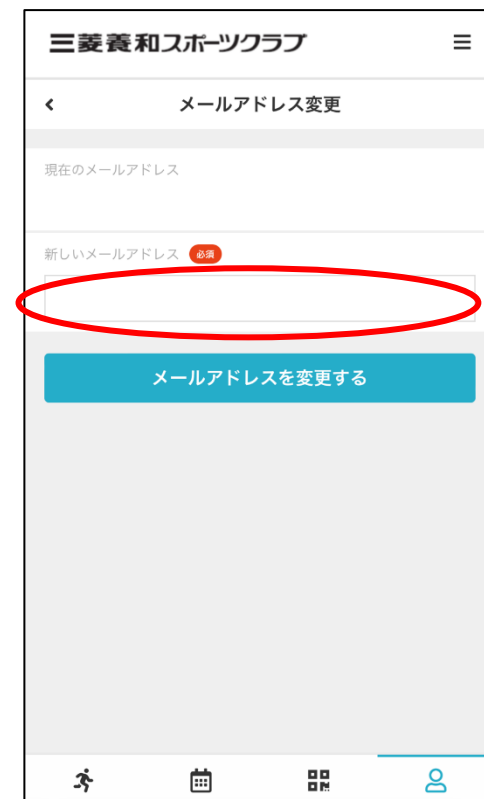 三菱養和スポーツクラブ
メールアドレス変更
現在のメールアドレス
新しいメールアドレス 必須
メールアドレスを変更する